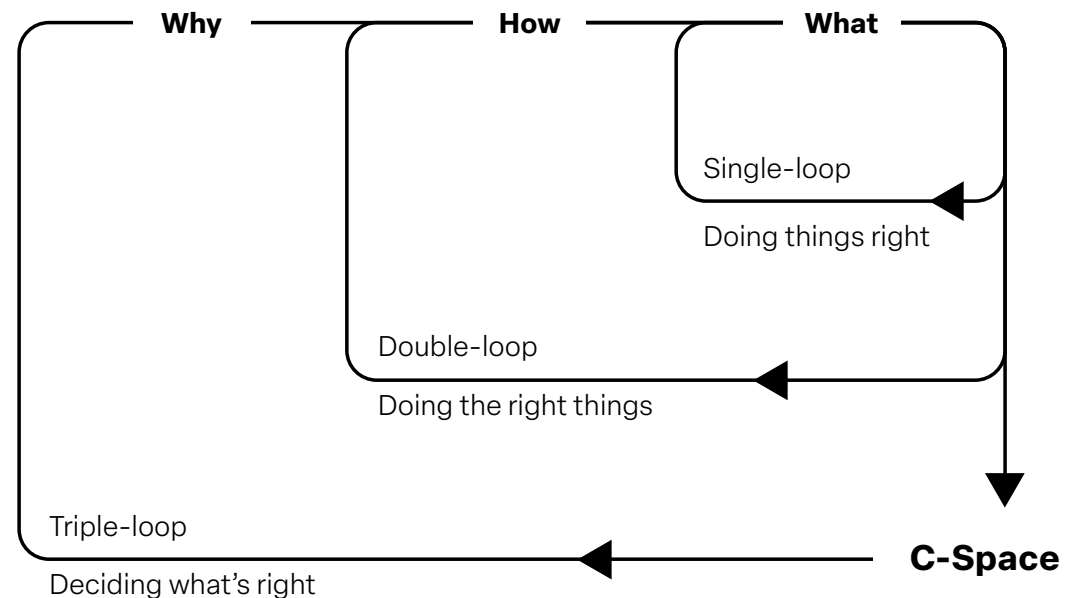 Why
How
What
Single-loop
Doing things right
Double-loop
Doing the right things
Triple-loop
C-Space
Deciding what’s right